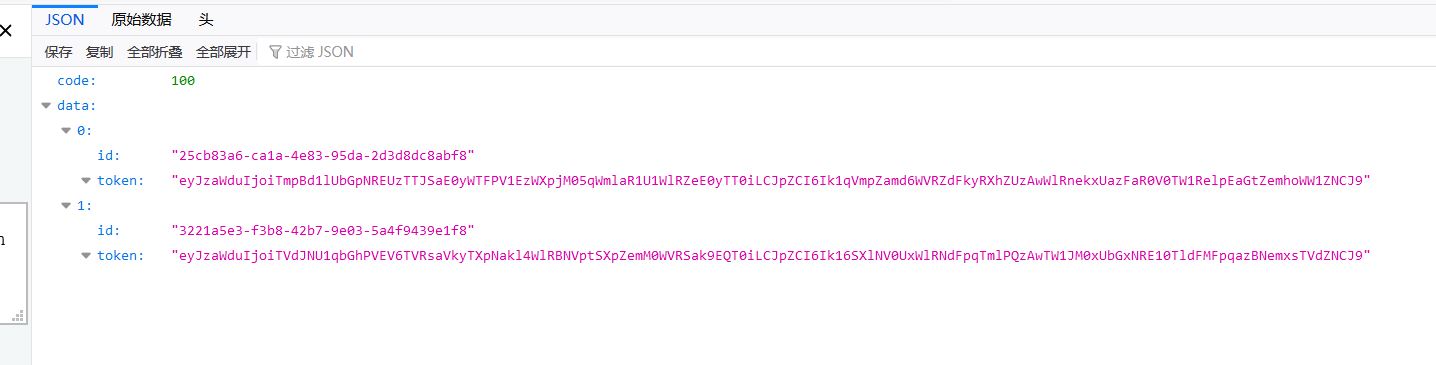 JSON 原始数据 头
保存 复制 全部折叠 全部展开 过滤 JSON
code: 100
data:
0:
id: "25cb83a6-ca1a-4e83-95da-2d3d8dc8abf8"
token: "eyJzaWduIjoiTmpBd1lUbGpNREUzTTJSaE0yWTFPV1EzWXpjM05qWmlaR1U1WlRZeE0yTT0iLCJpZCI6Ik1qVmpZamd6WVRZdFkyRXhZUzAwWlRnekxUazFaR0V0TW1RelpEaGtZemhoWW1ZNCJ9"
1:
id: "3221a5e3-f3b8-42b7-9e03-5a4f9439e1f8"
token: "eyJzaWduIjoiTVdJNU1qbGhPVEV6TVRsaVkyTXpNakl4WlRBNVptSXpZemM0WVRSak9EQT0iLCJpZCI6Ik16SXlNV0UxWlRNdFpqTmlPQzAwTW1JM0xUbGxNRE10TldFMFpqazBNemxsTVdZNCJ9"